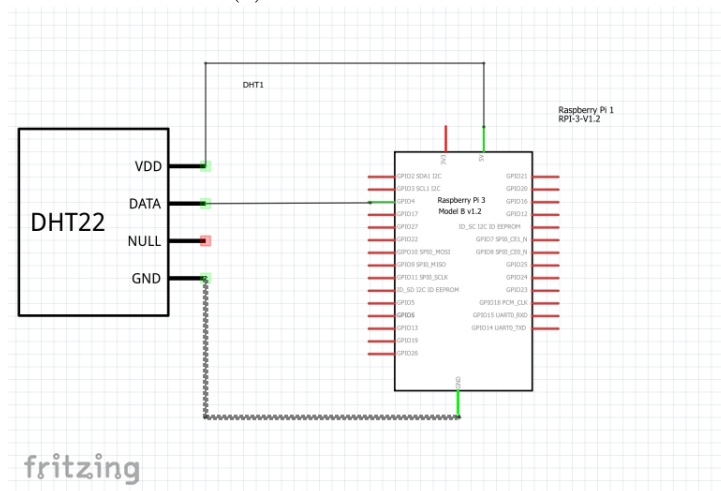 DHT1
Raspberry Pi 1
RPI-3-V1.2
VDD
DATA
NULL
GND
DHT22
3V3
5V
Raspberry Pi 3
Model B v1.2
GPIO2 SDA1 I2C
GPIO3 SCL1 I2C
GPIO4
GPIO17
GPIO27
GPIO22
GPIO10 SPI0_MOSI
GPIO9 SPI0_MISO
GPIO11 SPI0_SCLK
ID_SD I2C ID EEPROM
GPIO5
GPIO6
GPIO13
GPIO19
GPIO26
GPIO21
GPIO20
GPIO16
GPIO12
ID_SC I2C ID EEPROM
GPIO7 SPI0_CE1_N
GPIO8 SPI0_CE0_N
GPIO25
GPIO24
GPIO23
GPIO18 PCM_CLK
GPIO15 UART0_RXD
GPIO14 UART0_TXD
GND
fritzing